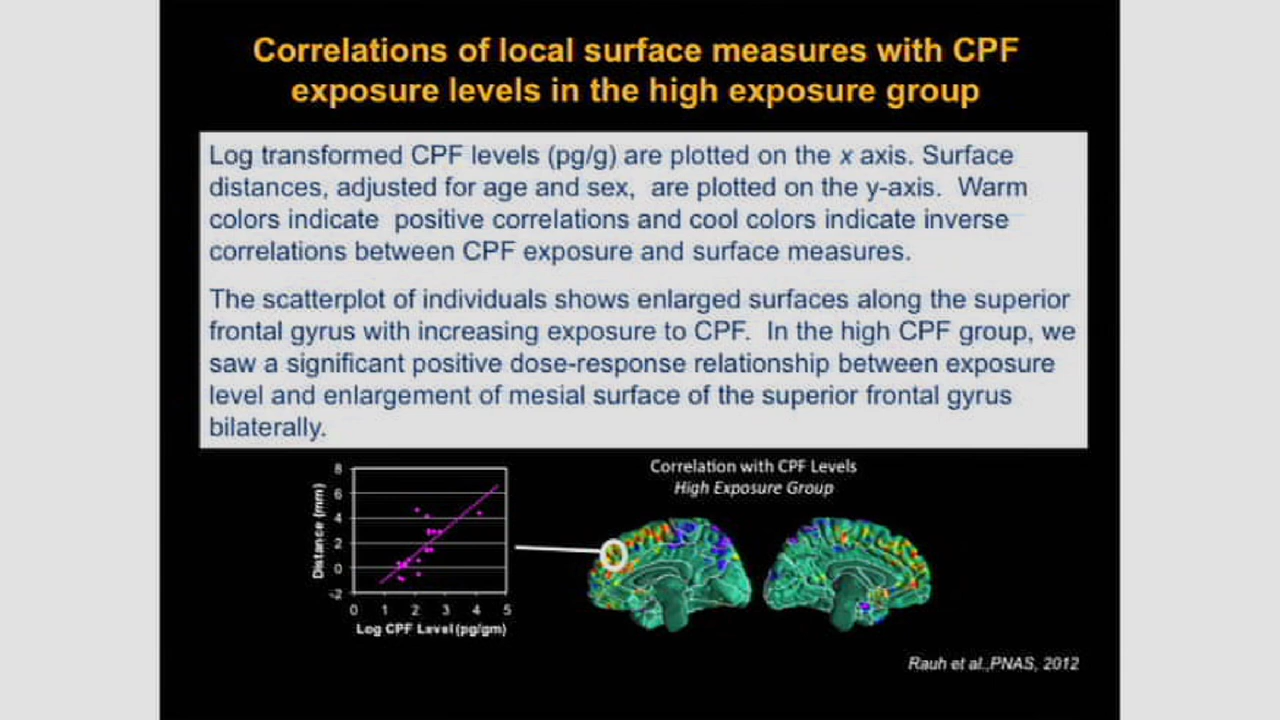 Correlations of local surface measures with CPF
exposure levels in the high exposure group
Log transformed CPF levels (pg/g) are plotted on the x axis. Surface
distances, adjusted for age and sex, are plotted on the y-axis. Warm
colors indicate positive correlations and cool colors indicate inverse
correlations between CPF exposure and surface measures.
The scatterplot of individuals shows enlarged surfaces along the superior
frontal gyrus with increasing exposure to CPF. In the high CPF group, we
saw a significant positive dose-response relationship between exposure
level and enlargement of mesial surface of the superior frontal gyrus
bilaterally.
Correlation with CPF Levels
High Exposure Group
Distance (mm)
8
6
4
2
0
-2
0 1 2 3 4 5
Log CPF Level (pg/gm)
Rauh et al.,PNAS, 2012